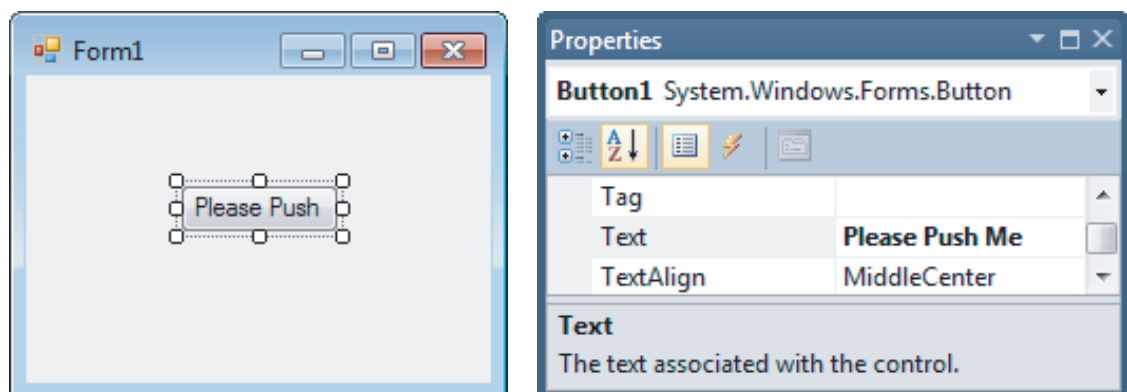 Form1
Please Push
Properties
Button1 System.Windows.Forms.Button
A
Z
Tag
Text Please Push Me
TextAlign MiddleCenter
Text
The text associated with the control.